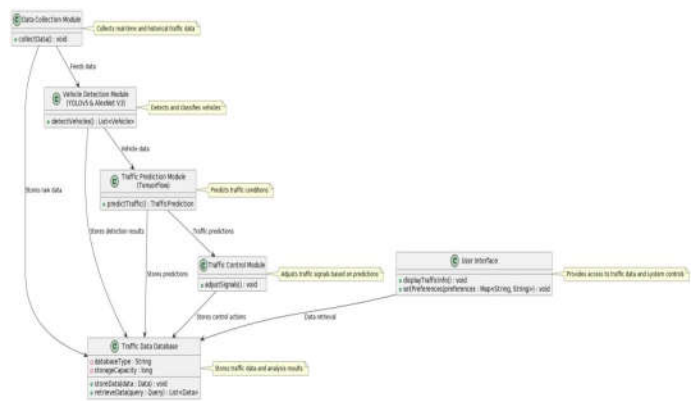 C Data Collection Module
collectData() : void
Collects real-time and historical traffic data
Feeds data
C Vehicle Detection Module
(YOLOv5 & AlexNet V3)
detectVehicles() : List<Vehicle>
Detects and classifies vehicles
Vehicle data
C Traffic Prediction Module
(TensorFlow)
predictTraffic() : TrafficPrediction
Predicts traffic conditions
Stores raw data
Stores detection results
Traffic predictions
Stores predictions
C Traffic Control Module
adjustSignals() : void
Adjusts traffic signals based on predictions
C User Interface
displayTrafficInfo() : void
setPreferences(preferences : Map<String, String>) : void
Provides access to traffic data and system controls
Stores control actions
Data retrieval
C Traffic Data Database
databaseType : String
storageCapacity : long
storeData(data : Data) : void
retrieveData(query : Query) : List<Data>
Stores traffic data and analysis results